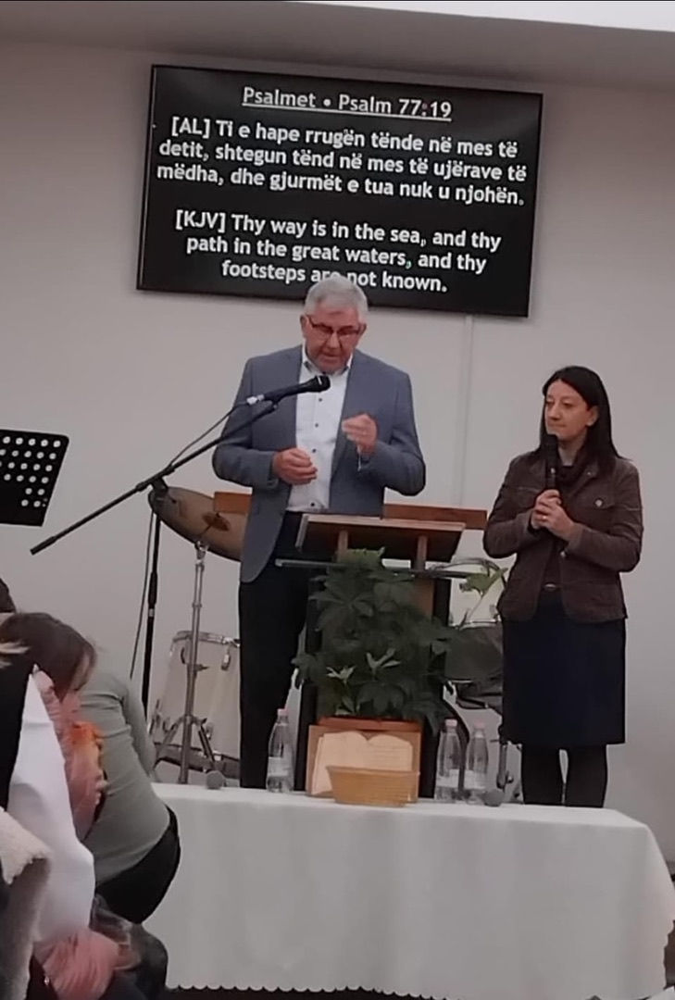 Psalmet • Psalm 77:19
[AL] Ti e hape rrugën tënde në mes të
detit, shtegun tënd në mes të ujërave të
mëdha, dhe gjurmët e tua nuk u njohën.
[KJV] Thy way is in the sea, and thy
path in the great waters, and thy
footsteps are not known.